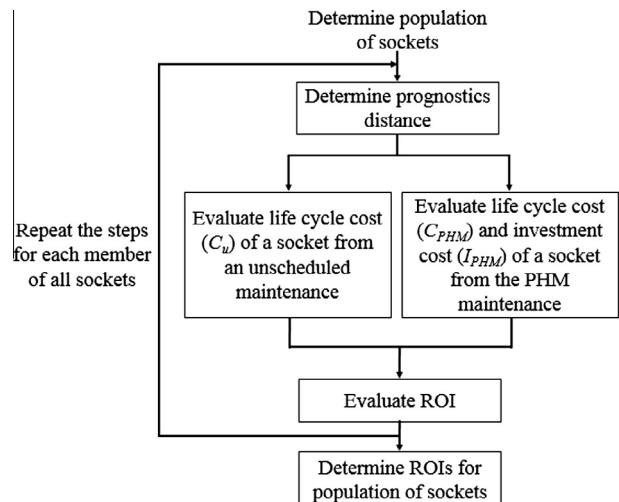 Determine population
of sockets
Determine prognostics
distance
Repeat the steps
for each member
of all sockets
Evaluate life cycle cost
(Cu) of a socket from
an unscheduled
maintenance
Evaluate life cycle cost
(CPHM) and investment
cost (IPHM) of a socket
from the PHM
maintenance
Evaluate ROI
Determine ROIs for
population of sockets